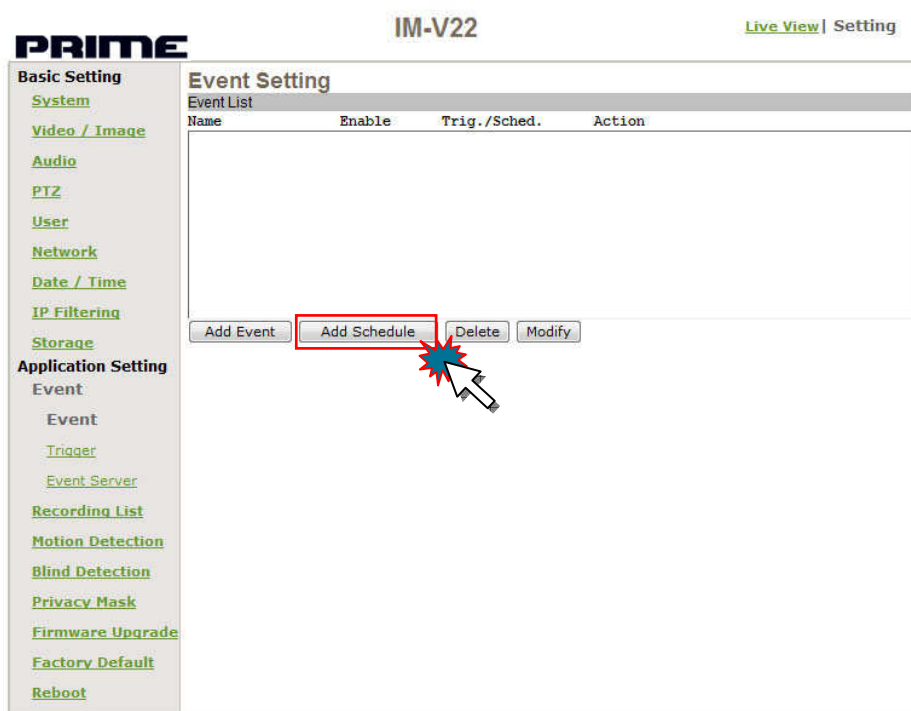 PRIME
IM-V22
Live View | Setting
Basic Setting
System
Video / Image
Audio
PTZ
User
Network
Date / Time
IP Filtering
Storage
Application Setting
Event
Event
Trigger
Event Server
Recording List
Motion Detection
Blind Detection
Privacy Mask
Firmware Upgrade
Factory Default
Reboot
Event Setting
Event List
Name Enable Trig./Sched. Action
Add Event Add Schedule Delete Modify